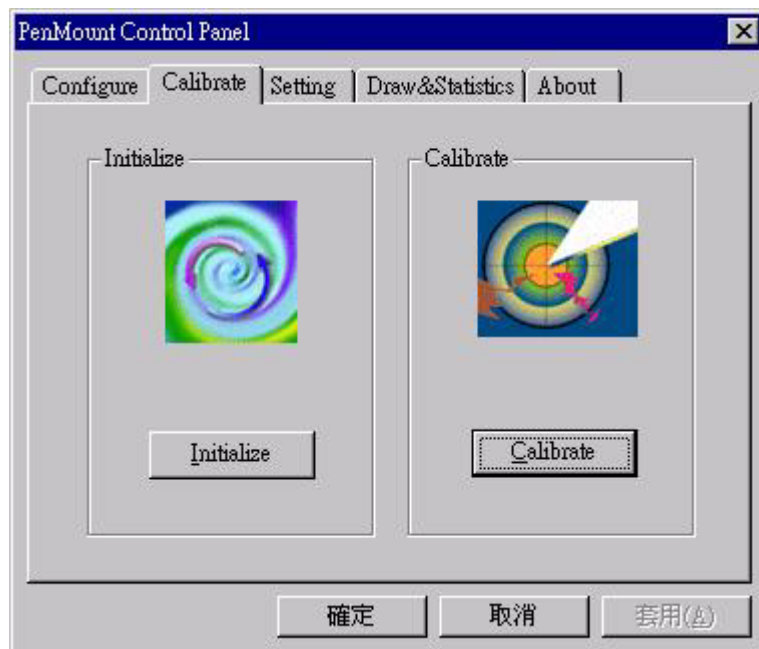 PenMount Control Panel
Configure Calibrate Setting Draw&Statistics About
Initialize Calibrate
Initialize Calibrate
確定 取消 套用(A)